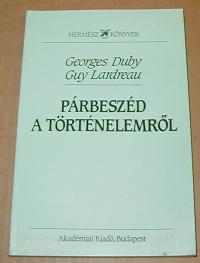 HERMÉSZ KÖNYVEK
Georges Duby
Guy Lardreau
PÁRBESZÉD
A TÖRTÉNELEMRŐL
Akadémiai Kiadó, Budapest